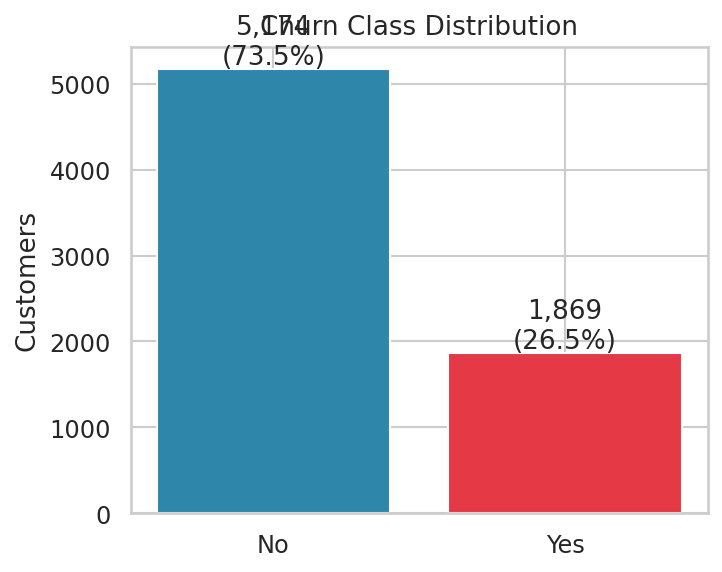 Churn Class Distribution
5,174
(73.5%)
5000
4000
3000
2000
1000
0
Customers
1,869
(26.5%)
No
Yes